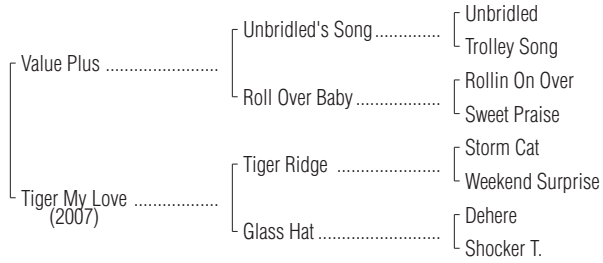 Unbridled
Unbridled's Song
Trolley Song
Value Plus
Rollin On Over
Roll Over Baby
Sweet Praise
Storm Cat
Tiger Ridge
Weekend Surprise
Tiger My Love
(2007)
Dehere
Glass Hat
Shocker T.